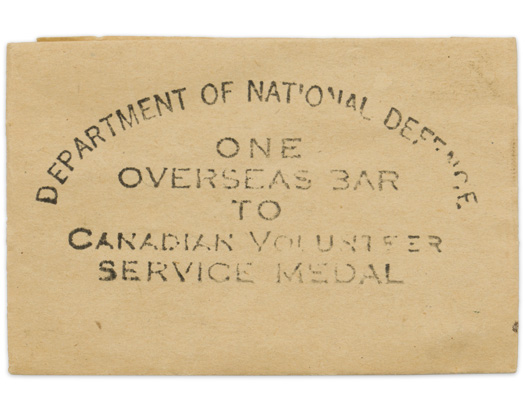 DEPARTMENT OF NATIONAL DEFENCE
ONE
OVERSEAS BAR
TO
CANADIAN VOLUNTEER
SERVICE MEDAL